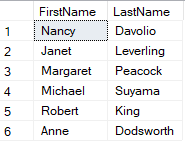 FirstName LastName
1 Nancy Davolio
2 Janet Leverling
3 Margaret Peacock
4 Michael Suyama
5 Robert King
6 Anne Dodsworth